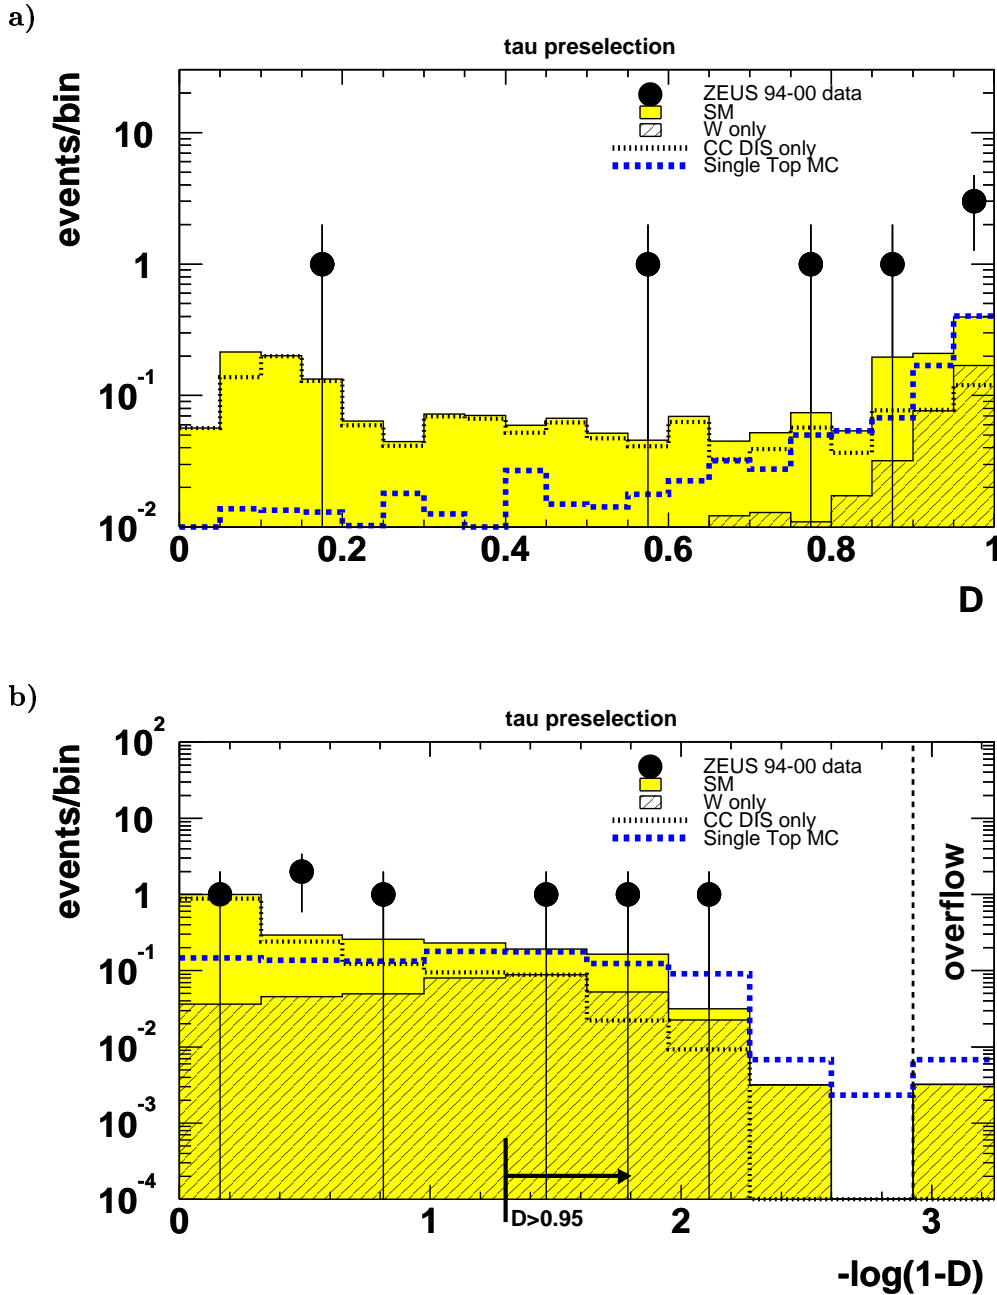 a)
tau preselection
events/bin
ZEUS 94-00 data
SM
W only
CC DIS only
Single Top MC
10
1
10^-1
10^-2
0 0.2 0.4 0.6 0.8 1
D
b)
tau preselection
events/bin
ZEUS 94-00 data
SM
W only
CC DIS only
Single Top MC
overflow
10^2
10
1
10^-1
10^-2
10^-3
10^-4
D>0.95
0 1 2 3
-log(1-D)